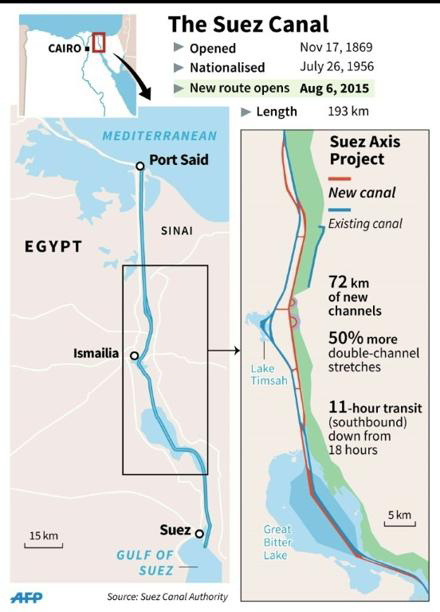 The Suez Canal
Opened Nov 17, 1869
Nationalised July 26, 1956
New route opens Aug 6, 2015
Length 193 km
CAIRO
MEDITERRANEAN
Port Said
SINAI
EGYPT
Ismailia
Suez
15 km
GULF OF
SUEZ
Suez Axis
Project
New canal
Existing canal
72 km
of new
channels
50% more
double-channel
stretches
Lake
Timsah
11-hour transit
(southbound)
down from
18 hours
5 km
Great
Bitter
Lake
AFP
Source: Suez Canal Authority